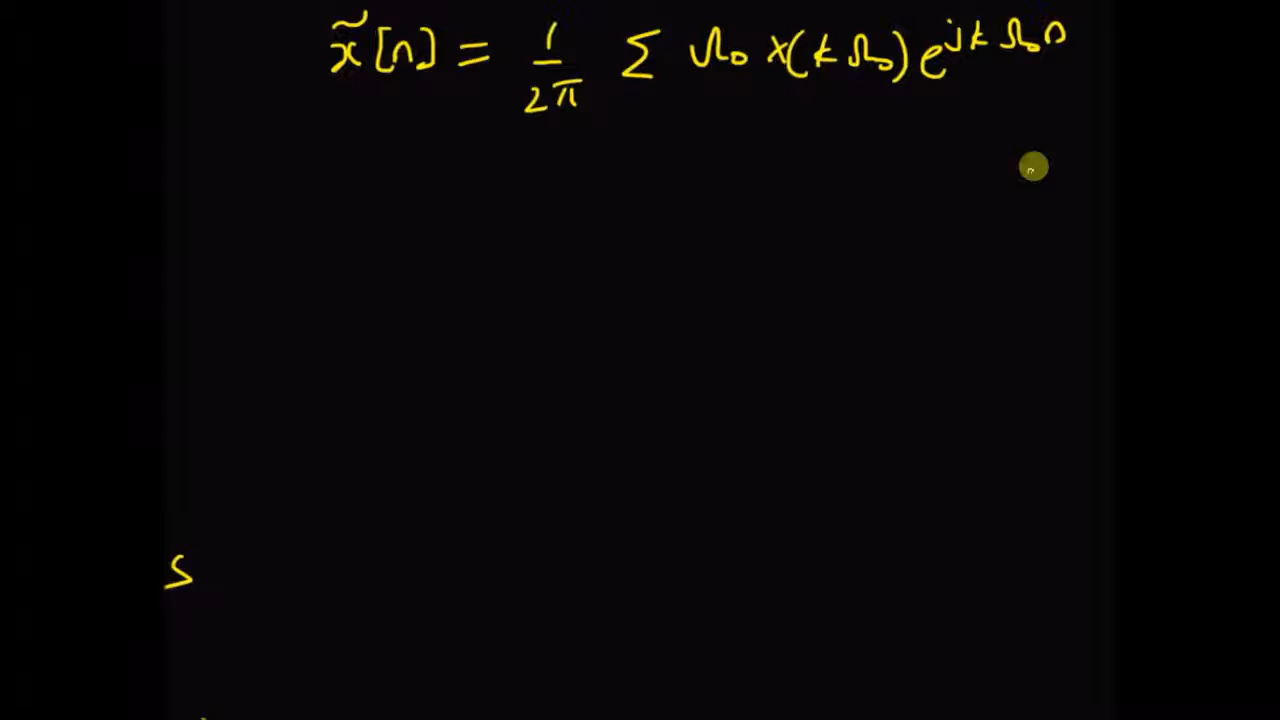 x̃[n] = 1/2π Σ Ω₀ X(kΩ₀) e^{jkΩ₀n}
s